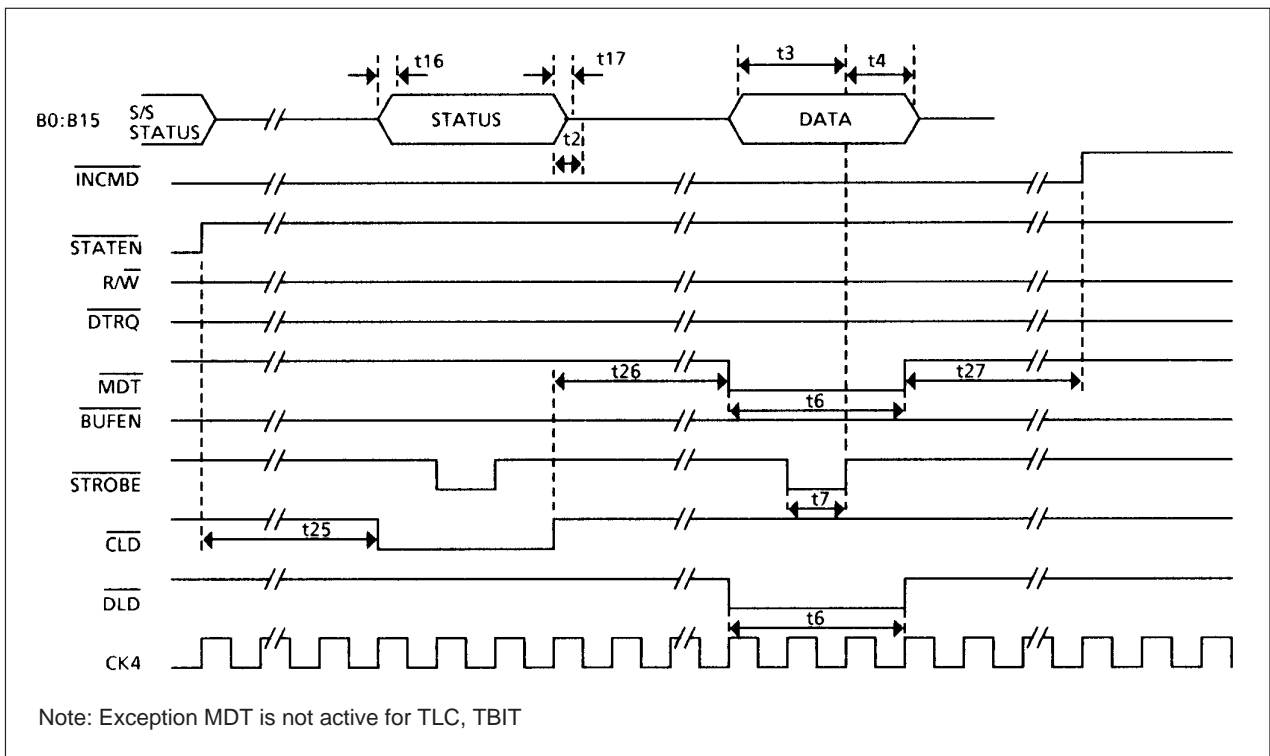 t16
t17
t3
t4
B0:B15
S/S
STATUS
STATUS
DATA
t2
INCMD
STATEN
R/W
DTRQ
MDT
t26
t27
t6
BUFEN
STROBE
t7
CLD
t25
DLD
t6
CK4
Note: Exception MDT is not active for TLC, TBIT